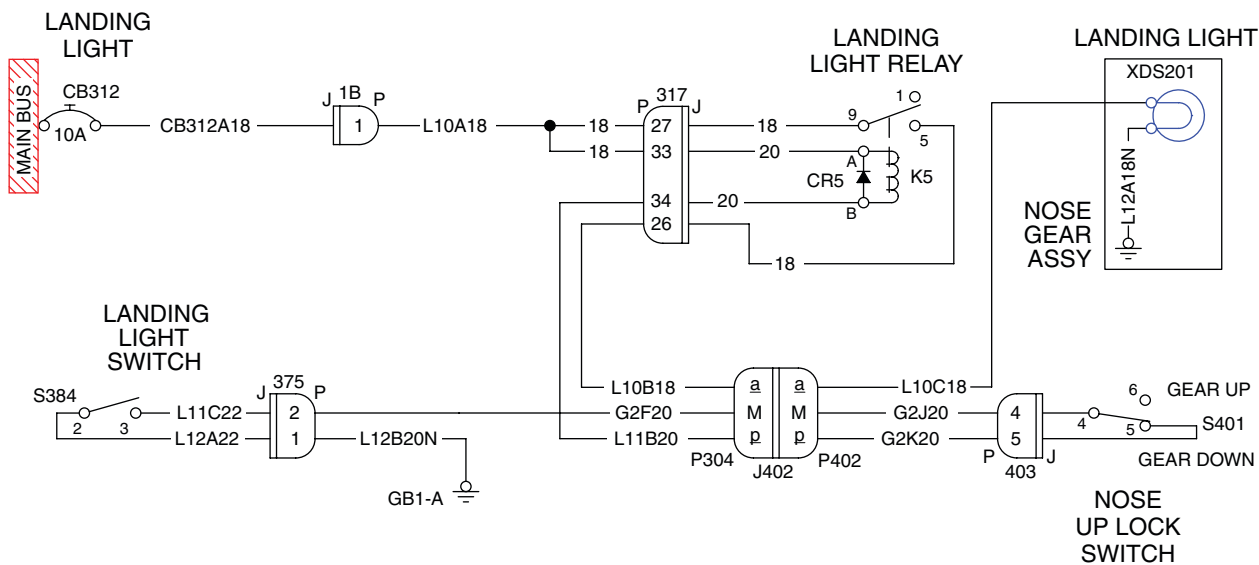 LANDING
LIGHT
MAIN BUS
CB312
10A
CB312A18
J
1B
P
1
L10A18
18
18
P
317
J
27
33
34
26
18
20
20
18
LANDING
LIGHT RELAY
9
1
5
A
CR5
B
K5
LANDING LIGHT
XDS201
L12A18N
NOSE
GEAR
ASSY
LANDING
LIGHT
SWITCH
S384
2
3
L11C22
L12A22
J
375
P
2
1
L12B20N
GB1-A
L10B18
G2F20
L11B20
a
M
p
a
M
p
P304
J402
P402
L10C18
G2J20
G2K20
4
5
P
403
J
6
GEAR UP
4
5
S401
GEAR DOWN
NOSE
UP LOCK
SWITCH